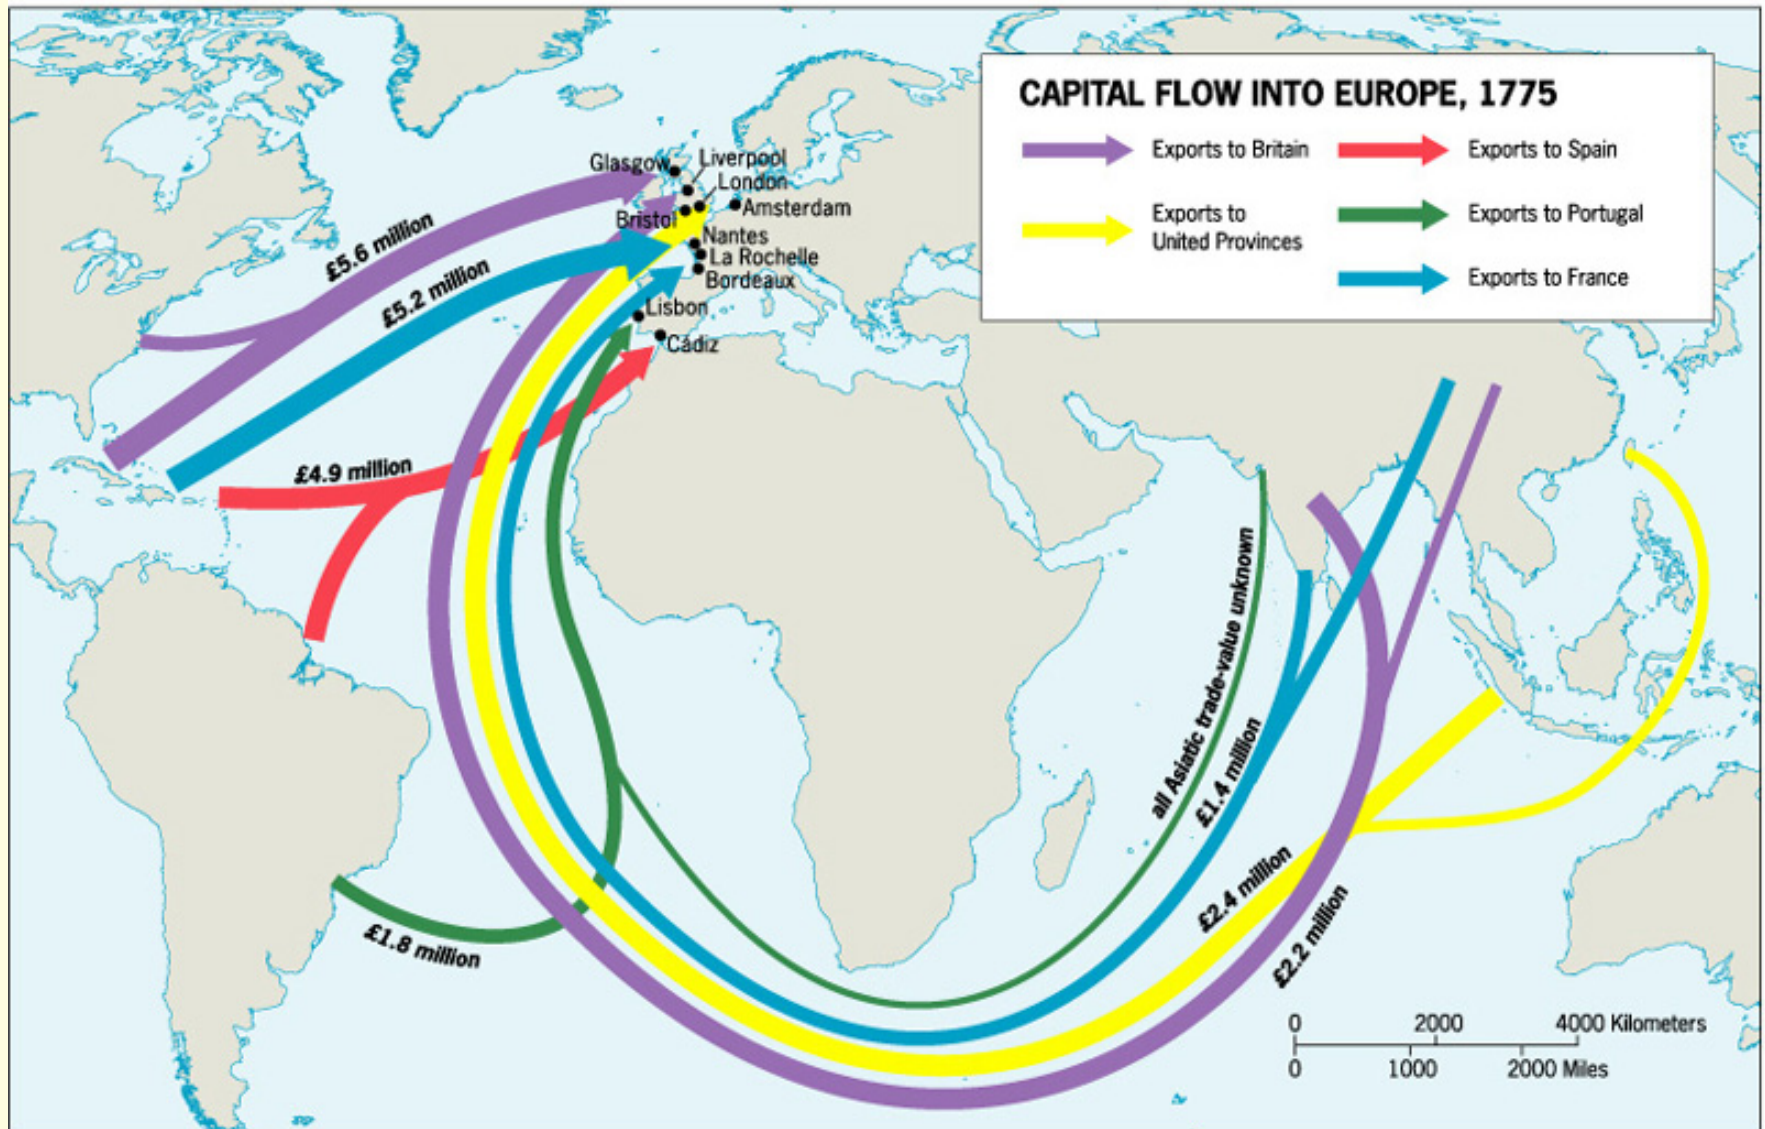 CAPITAL FLOW INTO EUROPE, 1775
Exports to Britain
Exports to Spain
Exports to
United Provinces
Exports to Portugal
Exports to France
Glasgow
Liverpool
London
Bristol
Amsterdam
Nantes
La Rochelle
Bordeaux
Lisbon
Cádiz
£5.6 million
£5.2 million
£4.9 million
£1.8 million
all Asiatic trade-value unknown
£1.4 million
£2.4 million
£2.2 million
0 2000 4000 Kilometers
0 1000 2000 Miles